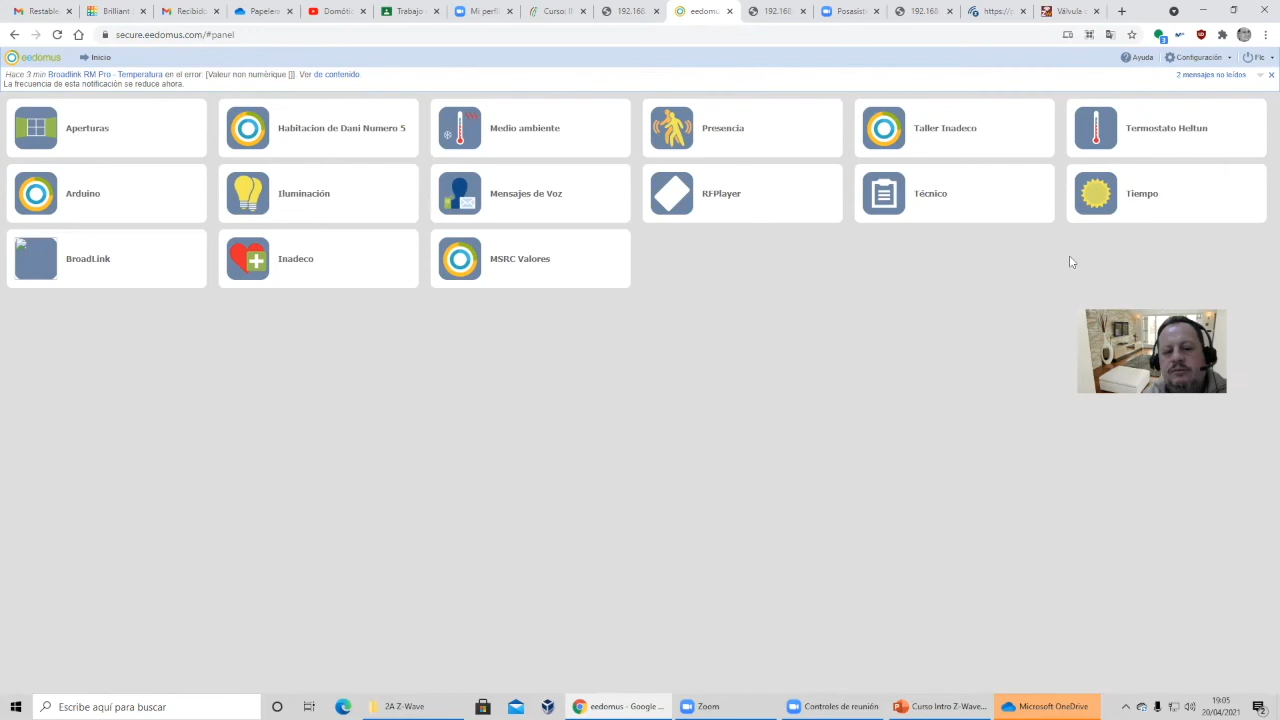 Restable
Brilliant
Recibido
Papelera
Domótic
Trabajo
Mi perfil
Curso: I
192.168
eedomu
192.168
Posasist
192.168
https://p
Válvula
secure.eedomus.com/#panel
3
eedomus
Inicio
Ayuda
Configuración
Flc
Hace 3 min Broadlink RM Pro - Temperatura en el error. [Valeur non numérique []]. Ver de contenido.
2 mensajes no leídos.
La frecuencia de esta notificación se reduce ahora.
Aperturas
Habitacion de Dani Numero 5
Medio ambiente
Presencia
Taller Inadeco
Termostato Heltun
Arduino
Iluminación
Mensajes de Voz
RFPlayer
Técnico
Tiempo
BroadLink
Inadeco
MSRC Valores
Escribe aquí para buscar
2A Z-Wave
eedomus - Google ...
Zoom
Controles de reunión
Curso Intro Z-Wave...
Microsoft OneDrive
19:05
20/04/2021
2